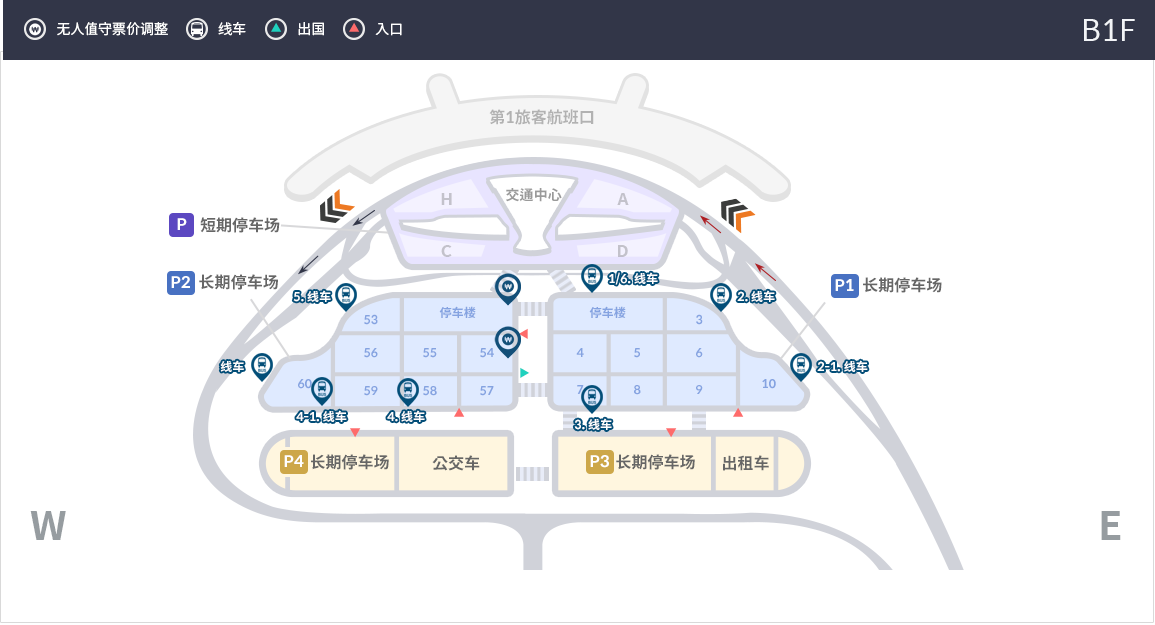 W 无人值守票价调整 线车 出国 入口 B1F
第1旅客航班口
交通中心
H A
P 短期停车场
C D
P2 长期停车场
1/6. 线车
P1 长期停车场
W
5. 线车
2. 线车
停车楼 停车楼
53 3
W
56 55 54 4 5 6
线车
2-1. 线车
60 59 58 57 7 8 9 10
4-1. 线车 4. 线车
3. 线车
P4 长期停车场 公交车 P3 长期停车场 出租车
W E